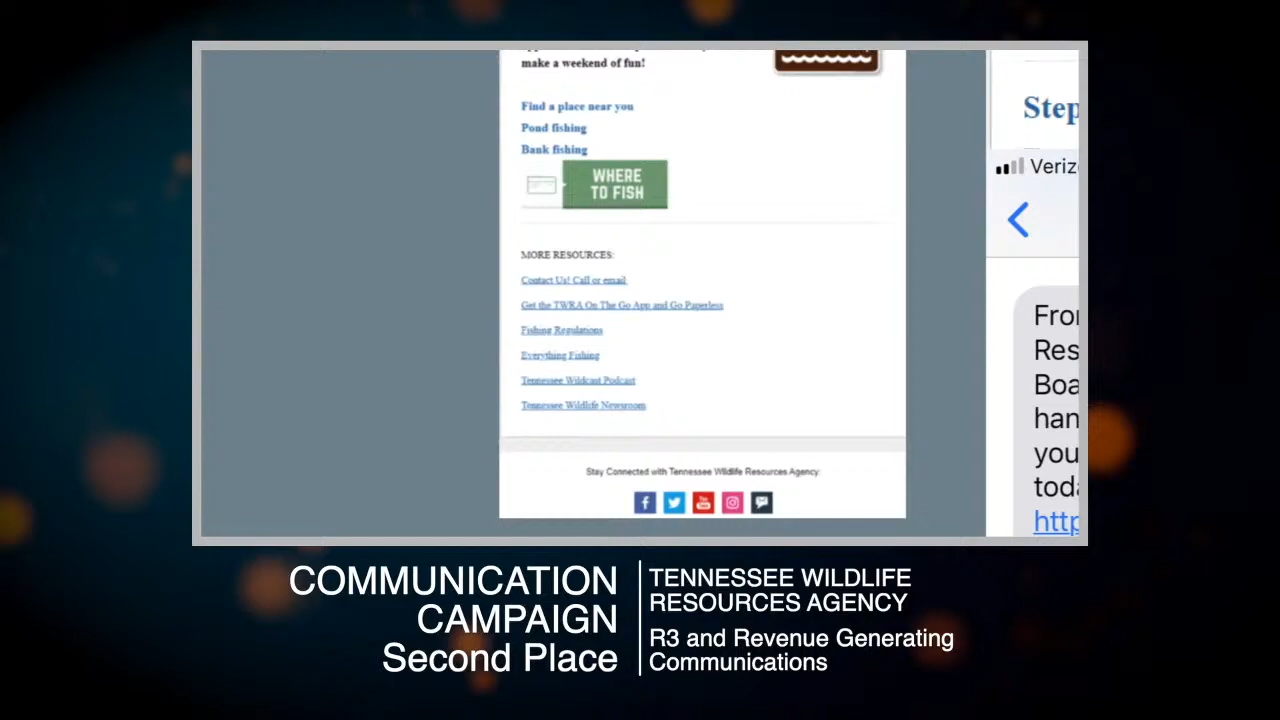 make a weekend of fun!
Find a place near you
Pond fishing
Bank fishing
WHERE
TO FISH
MORE RESOURCES:
Contact Us! Call or email
Get the TWRA On The Go App and Go Paperless
Fishing Regulations
Everything Fishing
Tennessee Wildcast Podcast
Tennessee Wildlife Newsroom
Stay Connected with Tennessee Wildlife Resources Agency:
You
Tube
Step
Veriz
Fro
Res
Boa
han
you
toda
http
COMMUNICATION
CAMPAIGN
Second Place
TENNESSEE WILDLIFE
RESOURCES AGENCY
R3 and Revenue Generating
Communications